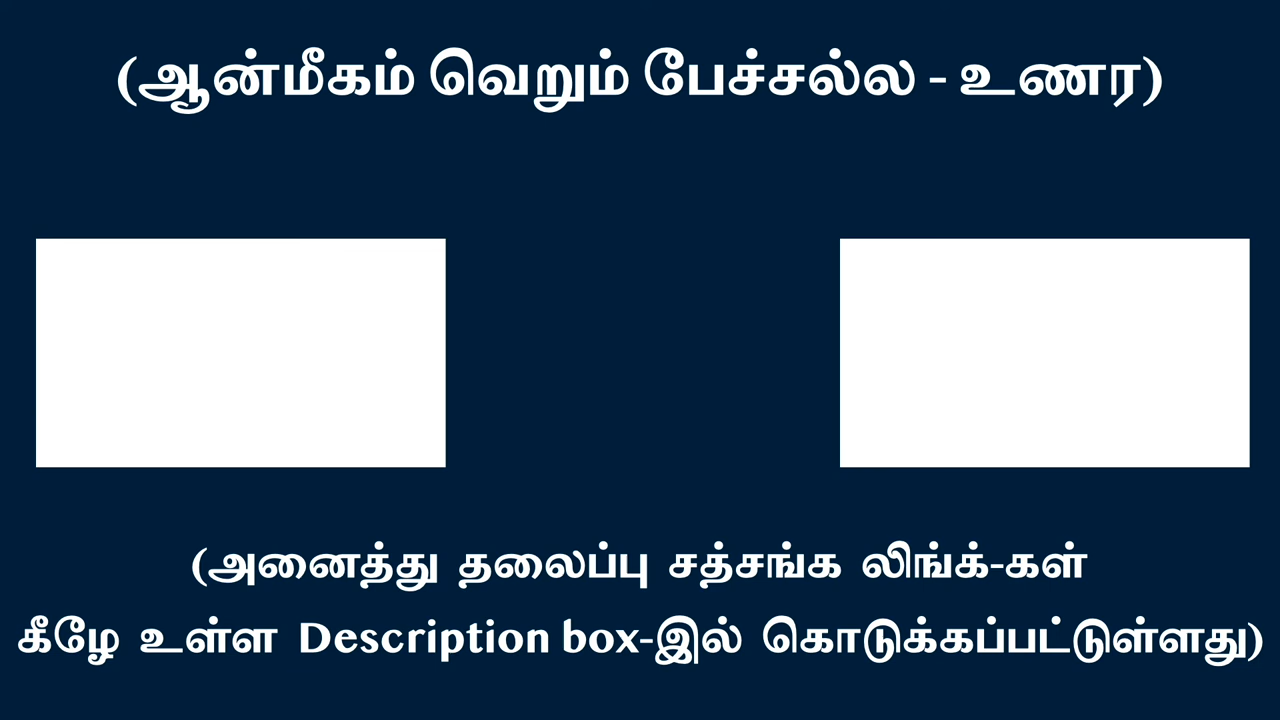 (ஆன்மீகம் வெறும் பேச்சல்ல - உணர)
(அனைத்து தலைப்பு சத்சங்க லிங்க்-கள்
கீழே உள்ள Description box-இல் கொடுக்கப்பட்டுள்ளது)